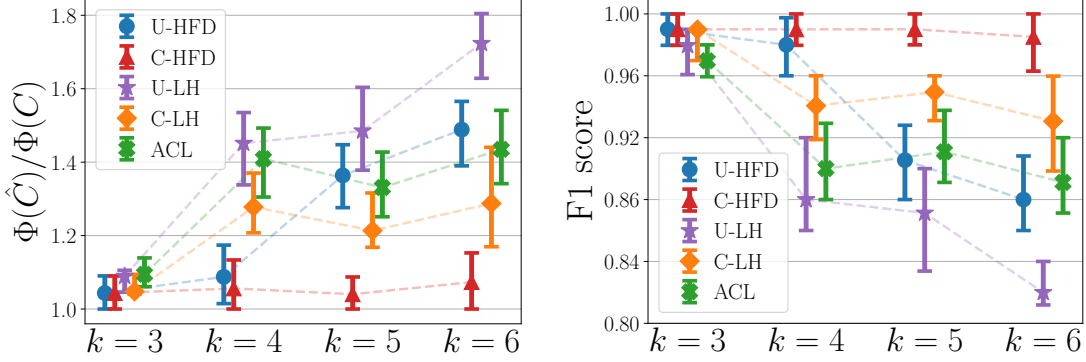 Φ(Ĉ)/Φ(C)
1.8
1.6
1.4
1.2
1.0
U-HFD
C-HFD
U-LH
C-LH
ACL
k = 3 k = 4 k = 5 k = 6
F1 score
1.00
0.96
0.92
0.86
0.84
0.80
U-HFD
C-HFD
U-LH
C-LH
ACL
k = 3 k = 4 k = 5 k = 6